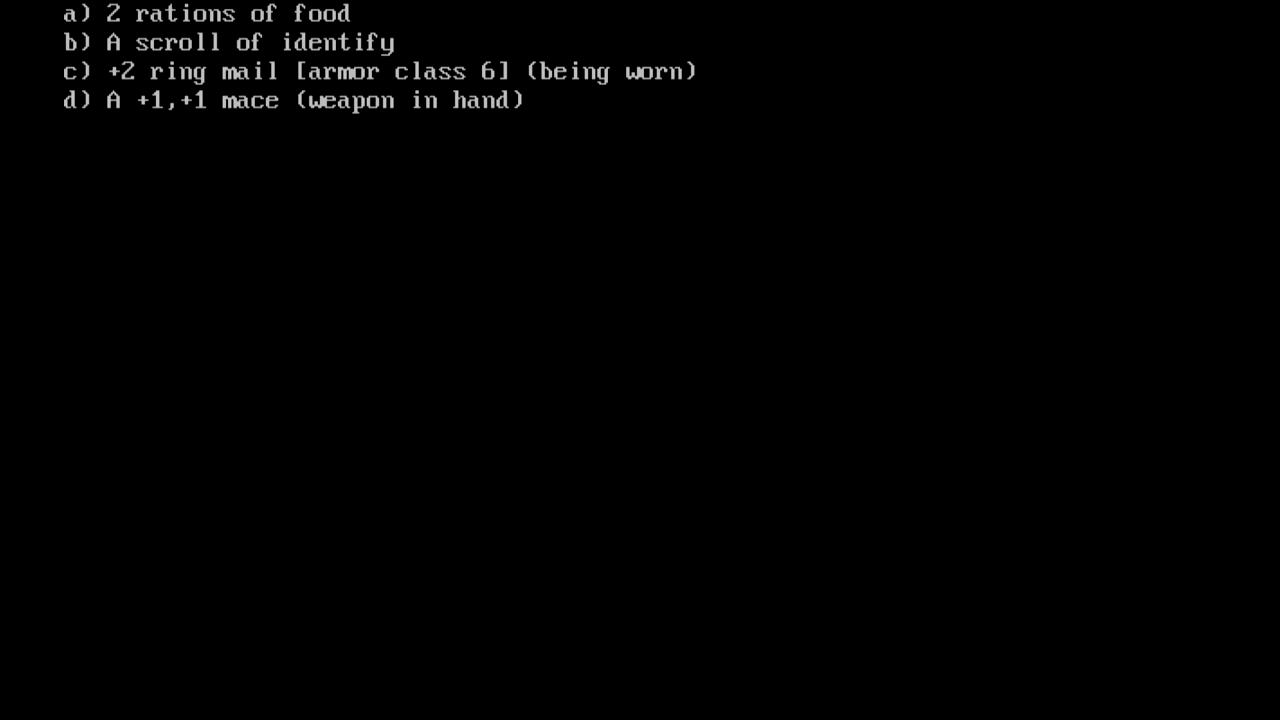 a) 2 rations of food
b) A scroll of identify
c) +2 ring mail [armor class 6] (being worn)
d) A +1,+1 mace (weapon in hand)